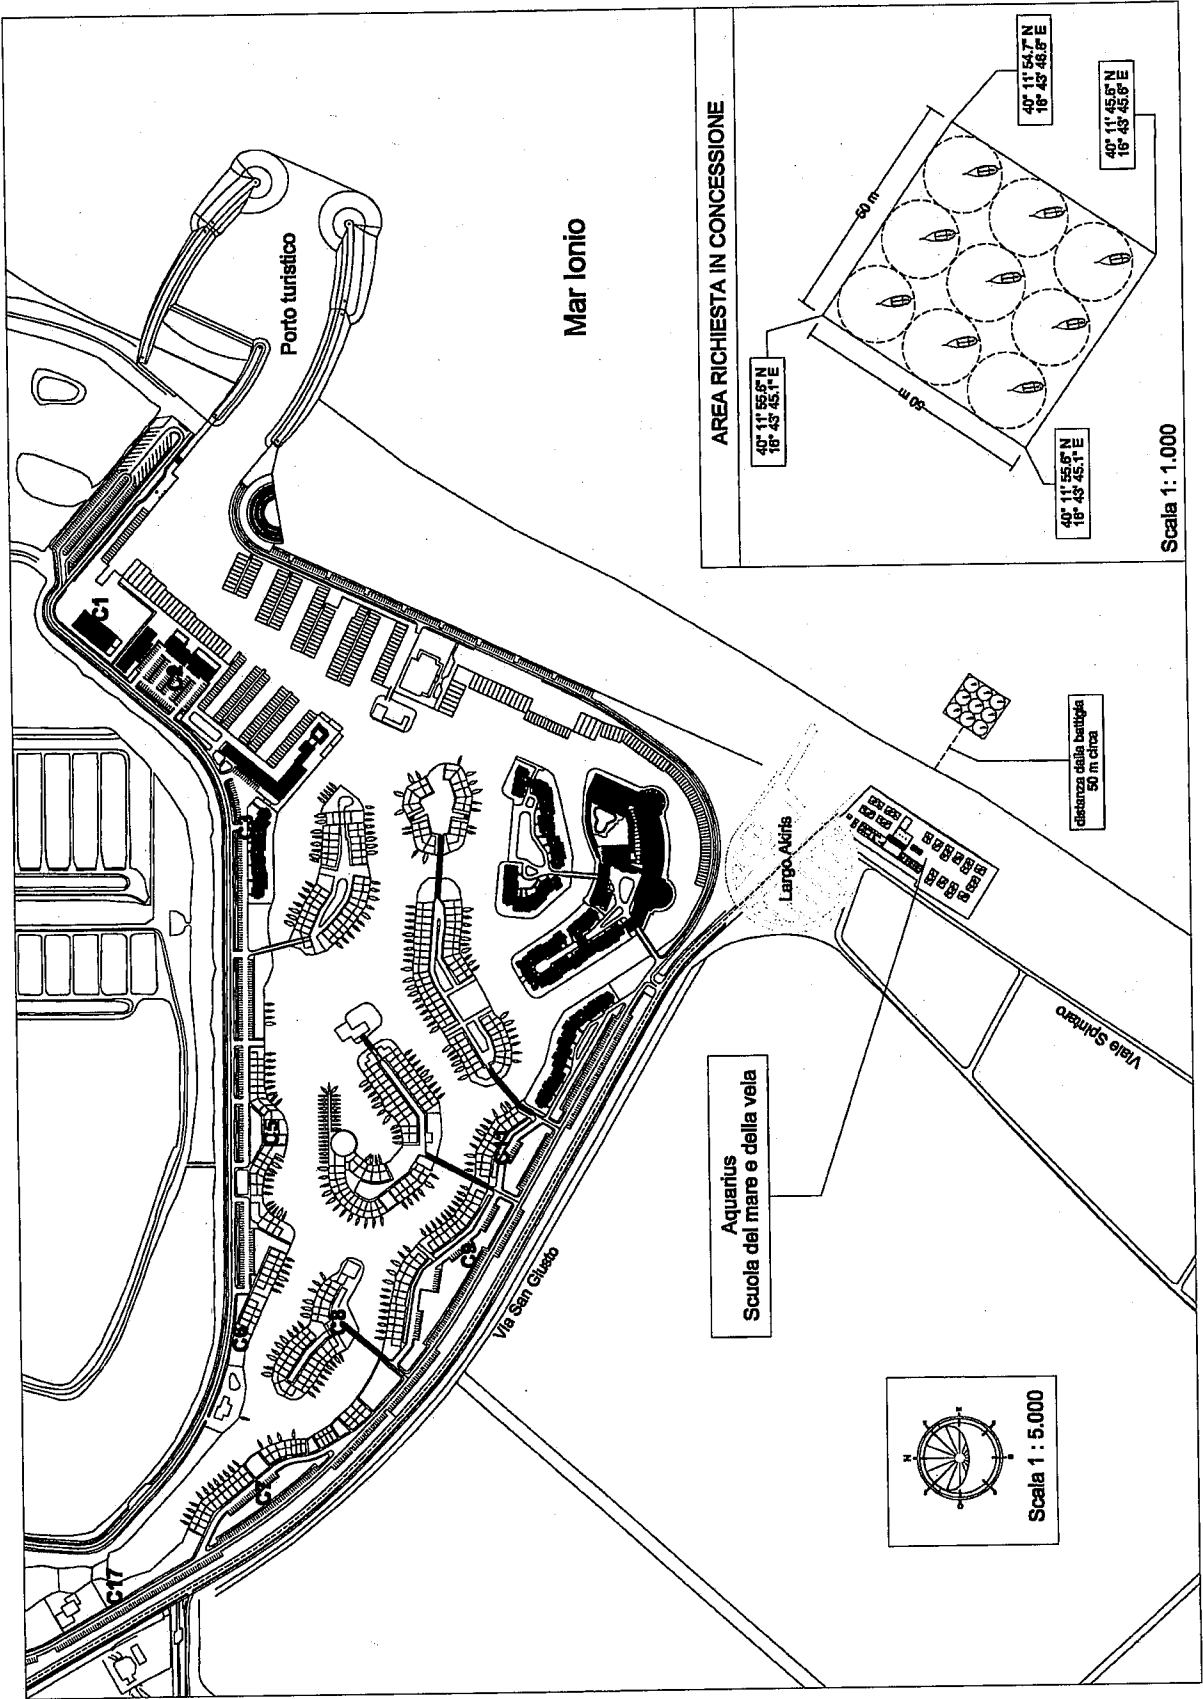 C17
C7
C6
C8
C9
C5
C1
Porto turistico
Mar Ionio
Via San Giusto
Largo Akiris
Viale Spintaro
Aquarius
Scuola del mare e della vela
distanza dalla battigia
50 m circa
Scala 1 : 5.000
N
AREA RICHIESTA IN CONCESSIONE
40° 11' 55.6" N
16° 43' 45.1" E
40° 11' 54.7" N
16° 43' 46.8" E
50 m
50 m
40° 11' 55.6" N
16° 43' 45.1" E
40° 11' 45.6" N
16° 43' 45.6" E
Scala 1: 1.000